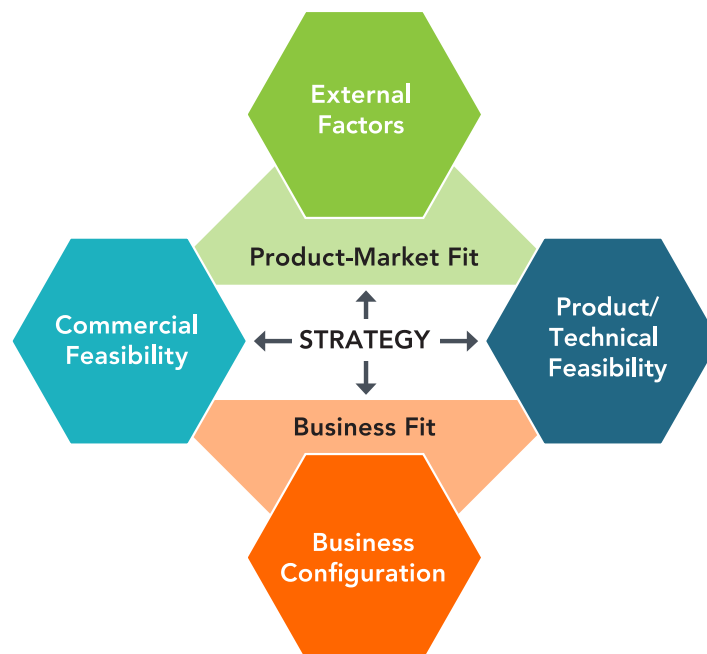 External
Factors
Product-Market Fit
Commercial
Feasibility
STRATEGY
Product/
Technical
Feasibility
Business Fit
Business
Configuration